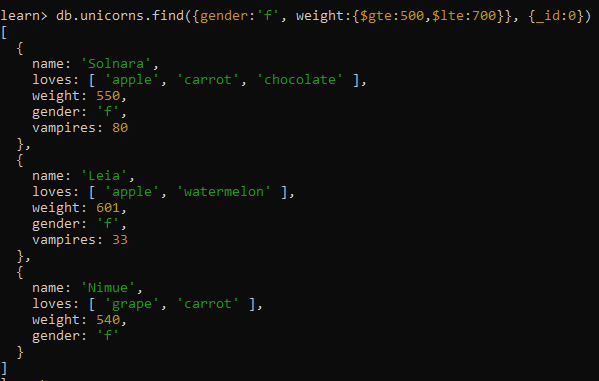 learn> db.unicorns.find({gender:'f', weight:{$gte:500,$lte:700}}, {_id:0})
[
  {
    name: 'Solnara',
    loves: [ 'apple', 'carrot', 'chocolate' ],
    weight: 550,
    gender: 'f',
    vampires: 80
  },
  {
    name: 'Leia',
    loves: [ 'apple', 'watermelon' ],
    weight: 601,
    gender: 'f',
    vampires: 33
  },
  {
    name: 'Nimue',
    loves: [ 'grape', 'carrot' ],
    weight: 540,
    gender: 'f'
  }
]